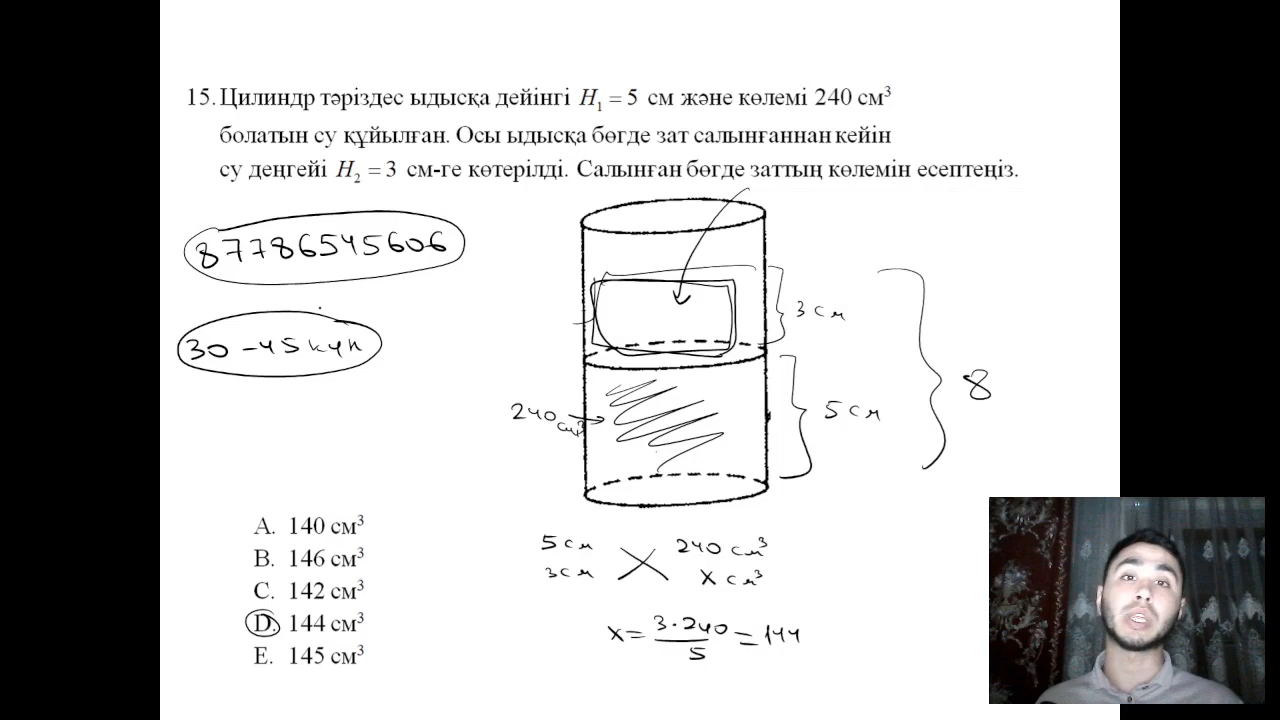 15. Цилиндр тәріздес ыдысқа дейінгі H₁ = 5 см және көлемі 240 см³
болатын су құйылған. Осы ыдысқа бөгде зат салынғаннан кейін
су деңгейі H₂ = 3 см-ге көтерілді. Салынған бөгде заттың көлемін есептеңіз.
87786545606
30-45 күн
3 см
8
5 см
240 см³
A. 140 см³
B. 146 см³
C. 142 см³
D. 144 см³
E. 145 см³
5 см 240 см³
3 см x см³
x = 3·240/5 = 144